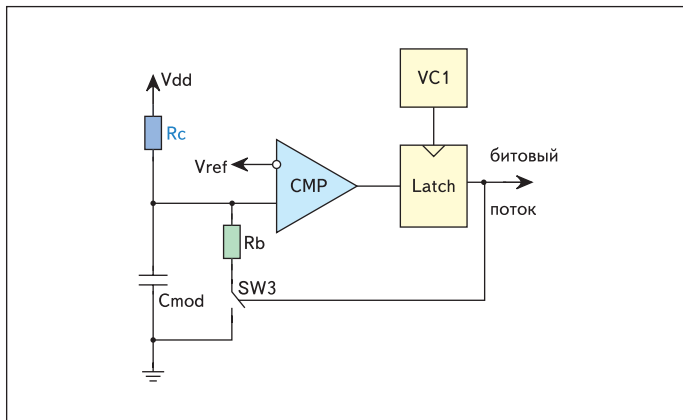 Vdd
VC1
Rc
Vref
CMP
Latch
битовый
поток
Rb
SW3
Cmod